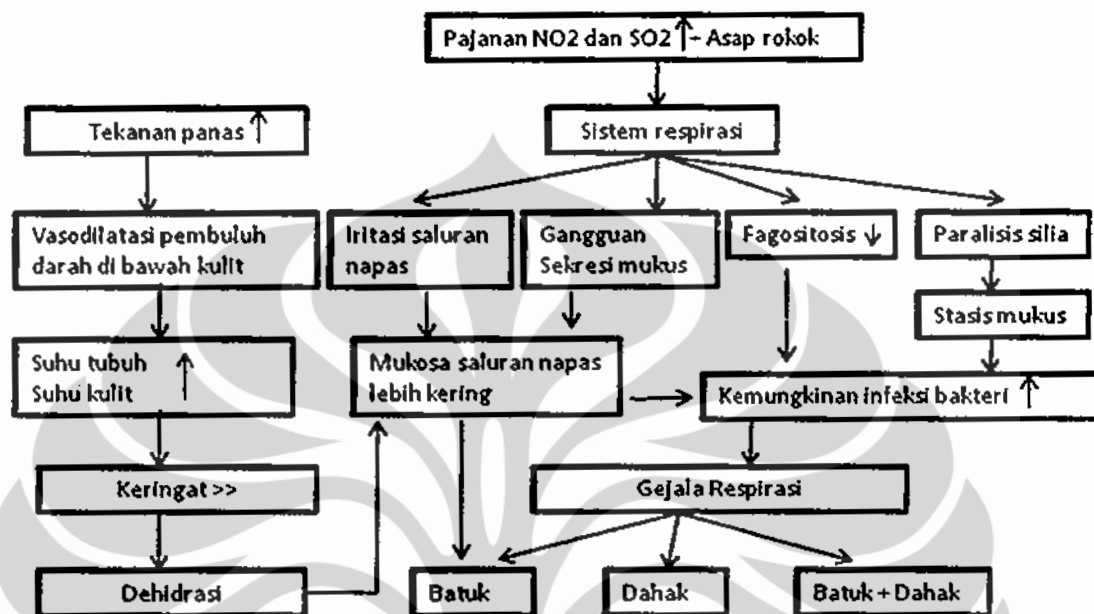 Pajanan NO2 dan SO2 ↑ - Asap rokok
Tekanan panas ↑
Sistem respirasi
Vasodilatasi pembuluh
darah di bawah kulit
Iritasi saluran
napas
Gangguan
Sekresi mukus
Fagositosis ↓
Paralisis silia
Stasis mukus
Suhu tubuh ↑
Suhu kulit
Mukosa saluran napas
lebih kering
Kemungkinan infeksi bakteri ↑
Keringat >>
Gejala Respirasi
Dehidrasi
Batuk
Dahak
Batuk + Dahak